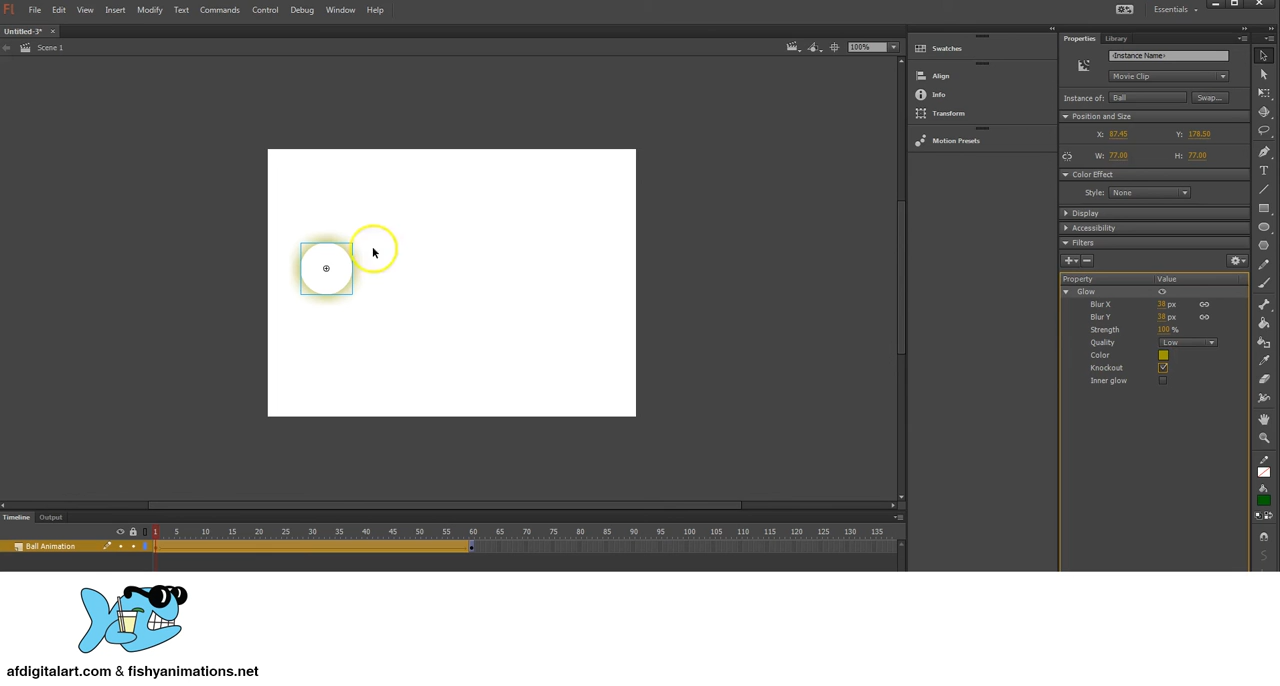 Fl File Edit View Insert Modify Text Commands Control Debug Window Help Essentials
Untitled-3* ×
Scene 1 100%
Swatches
Align
Info
Transform
Motion Presets
Properties Library
<Instance Name>
Movie Clip
Instance of: Ball Swap...
Position and Size
X: 87.45 Y: 178.50
W: 77.00 H: 77.00
Color Effect
Style: None
Display
Accessibility
Filters
Property Value
Glow
Blur X 38 px
Blur Y 38 px
Strength 100 %
Quality Low
Color
Knockout
Inner glow
Timeline Output
1 5 10 15 20 25 30 35 40 45 50 55 60 65 70 75 80 85 90 95 100 105 110 115 120 125 130 135
Ball Animation
afdigitalart.com & fishyanimations.net